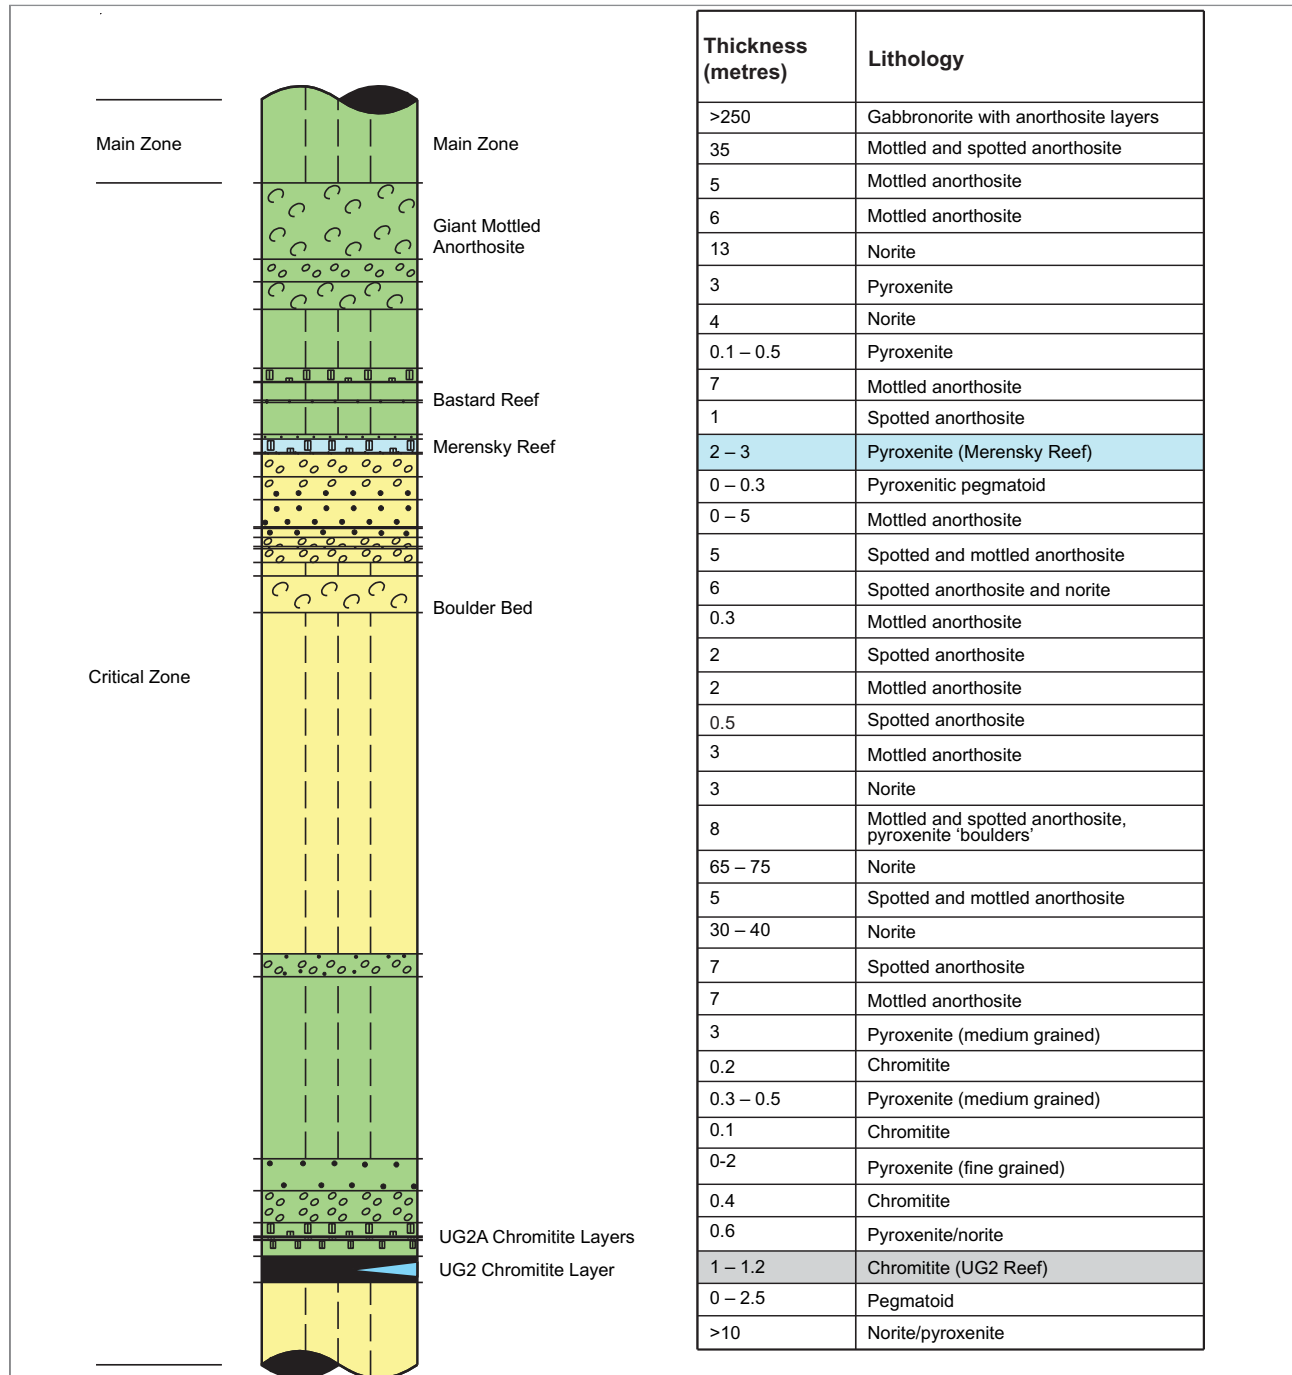 Main Zone
Critical Zone
Main Zone
Giant Mottled
Anorthosite
Bastard Reef
Merensky Reef
Boulder Bed
UG2A Chromitite Layers
UG2 Chromitite Layer
Thickness
(metres) Lithology
>250 Gabbronorite with anorthosite layers
35 Mottled and spotted anorthosite
5 Mottled anorthosite
6 Mottled anorthosite
13 Norite
3 Pyroxenite
4 Norite
0.1 – 0.5 Pyroxenite
7 Mottled anorthosite
1 Spotted anorthosite
2 – 3 Pyroxenite (Merensky Reef)
0 – 0.3 Pyroxenitic pegmatoid
0 – 5 Mottled anorthosite
5 Spotted and mottled anorthosite
6 Spotted anorthosite and norite
0.3 Mottled anorthosite
2 Spotted anorthosite
2 Mottled anorthosite
0.5 Spotted anorthosite
3 Mottled anorthosite
3 Norite
8 Mottled and spotted anorthosite,
pyroxenite ‘boulders’
65 – 75 Norite
5 Spotted and mottled anorthosite
30 – 40 Norite
7 Spotted anorthosite
7 Mottled anorthosite
3 Pyroxenite (medium grained)
0.2 Chromitite
0.3 – 0.5 Pyroxenite (medium grained)
0.1 Chromitite
0-2 Pyroxenite (fine grained)
0.4 Chromitite
0.6 Pyroxenite/norite
1 – 1.2 Chromitite (UG2 Reef)
0 – 2.5 Pegmatoid
>10 Norite/pyroxenite